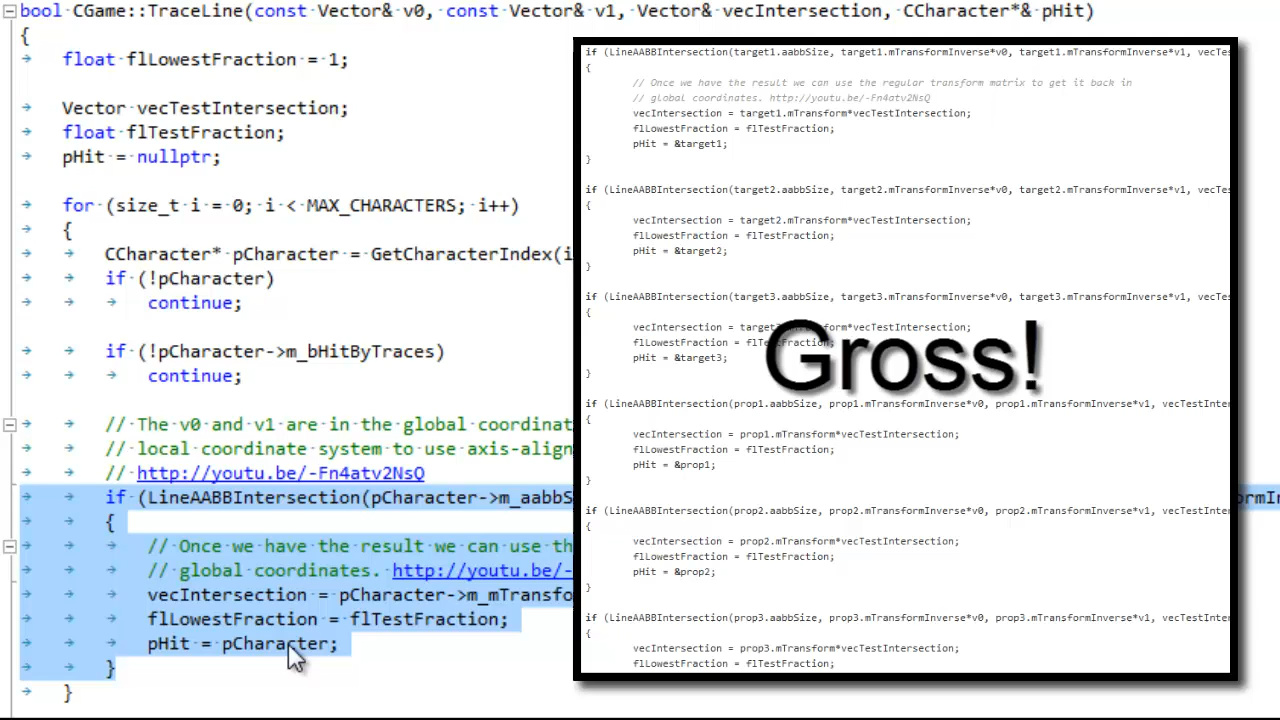 bool CGame::TraceLine(const Vector& v0, const Vector& v1, Vector& vecIntersection, CCharacter*& pHit)
{
float flLowestFraction = 1;
Vector vecTestIntersection;
float flTestFraction;
pHit = nullptr;
for (size_t i = 0; i < MAX_CHARACTERS; i++)
{
CCharacter* pCharacter = GetCharacterIndex(i
if (!pCharacter)
continue;
if (!pCharacter->m_bHitByTraces)
continue;
// The v0 and v1 are in the global coordinat
// local coordinate system to use axis-align
// http://youtu.be/-Fn4atv2NsQ
if (LineAABBIntersection(pCharacter->m_aabbS
{
// Once we have the result we can use th
// global coordinates. http://youtu.be/-
vecIntersection = pCharacter->m_mTransfo
flLowestFraction = flTestFraction;
pHit = pCharacter;
}
}
if (LineAABBIntersection(target1.aabbSize, target1.mTransformInverse*v0, target1.mTransformInverse*v1, vecTes
{
// Once we have the result we can use the regular transform matrix to get it back in
// global coordinates. http://youtu.be/-Fn4atv2NsQ
vecIntersection = target1.mTransform*vecTestIntersection;
flLowestFraction = flTestFraction;
pHit = &target1;
}
if (LineAABBIntersection(target2.aabbSize, target2.mTransformInverse*v0, target2.mTransformInverse*v1, vecTes
{
vecIntersection = target2.mTransform*vecTestIntersection;
flLowestFraction = flTestFraction;
pHit = &target2;
}
if (LineAABBIntersection(target3.aabbSize, target3.mTransformInverse*v0, target3.mTransformInverse*v1, vecTes
{
vecIntersection = target3.mTransform*vecTestIntersection;
flLowestFraction = flTestFraction;
pHit = &target3;
}
Gross!
if (LineAABBIntersection(prop1.aabbSize, prop1.mTransformInverse*v0, prop1.mTransformInverse*v1, vecTestInter
{
vecIntersection = prop1.mTransform*vecTestIntersection;
flLowestFraction = flTestFraction;
pHit = &prop1;
}
if (LineAABBIntersection(prop2.aabbSize, prop2.mTransformInverse*v0, prop2.mTransformInverse*v1, vecTestInter
{
vecIntersection = prop2.mTransform*vecTestIntersection;
flLowestFraction = flTestFraction;
pHit = &prop2;
}
if (LineAABBIntersection(prop3.aabbSize, prop3.mTransformInverse*v0, prop3.mTransformInverse*v1, vecTestInter
{
vecIntersection = prop3.mTransform*vecTestIntersection;
flLowestFraction = flTestFraction;